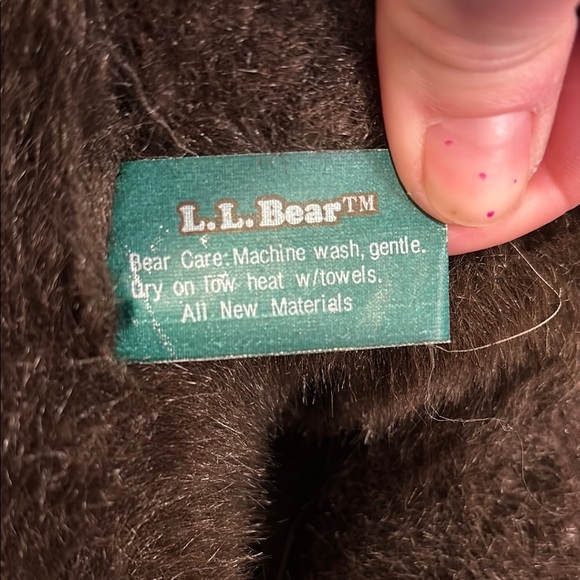 L.L.Bear™
Bear Care: Machine wash, gentle.
Dry on low heat w/towels.
All New Materials